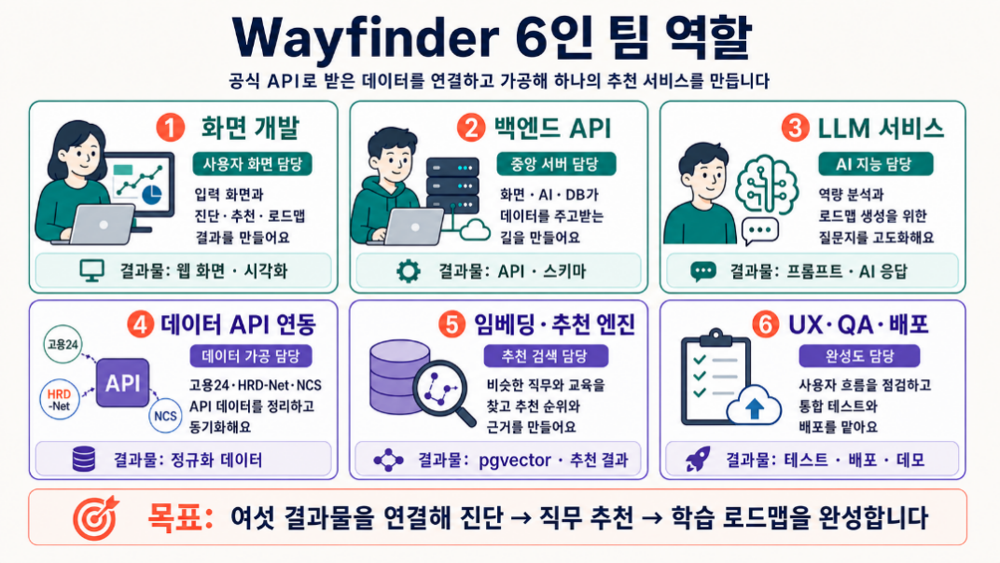 Wayfinder 6인 팀 역할
공식 API로 받은 데이터를 연결하고 가공해 하나의 추천 서비스를 만듭니다
1 화면 개발
사용자 화면 담당
입력 화면과
진단·추천·로드맵
결과를 만들어요
결과물: 웹 화면·시각화
2 백엔드 API
중앙 서버 담당
화면·AI·DB가
데이터를 주고받는
길을 만들어요
결과물: API·스키마
3 LLM 서비스
AI 지능 담당
역량 분석과
로드맵 생성을 위한
질문지를 고도화해요
결과물: 프롬프트·AI 응답
4 데이터 API 연동
고용24
HRD
-Net
API
NCS
데이터 가공 담당
고용24·HRD-Net·NCS
API 데이터를 정리하고
동기화해요
결과물: 정규화 데이터
5 임베딩·추천 엔진
추천 검색 담당
비슷한 직무와 교육을
찾고 추천 순위와
근거를 만들어요
결과물: pgvector · 추천 결과
6 UX·QA·배포
완성도 담당
사용자 흐름을 점검하고
통합 테스트와
배포를 맡아요
결과물: 테스트 · 배포 · 데모
목표: 여섯 결과물을 연결해 진단 → 직무 추천 → 학습 로드맵을 완성합니다